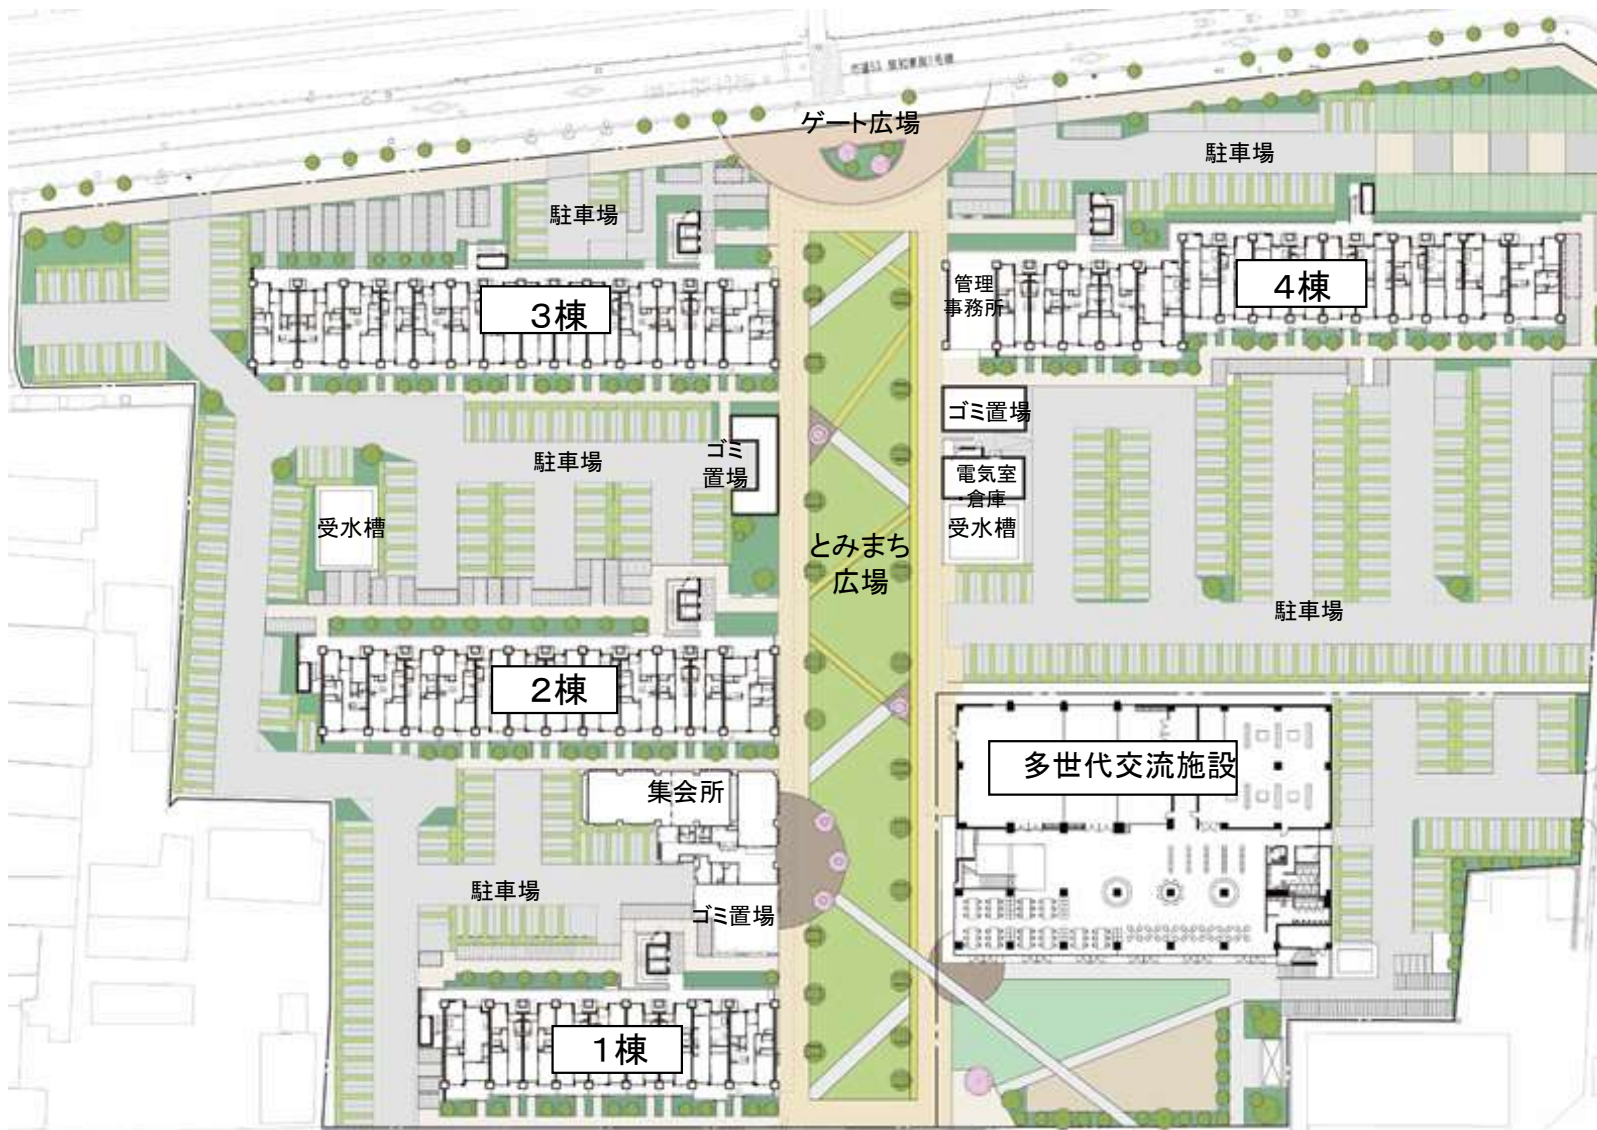 ゲート広場
駐車場
駐車場
3棟
管理
事務所
4棟
ゴミ置場
ゴミ
置場
駐車場
電気室
・倉庫
受水槽
受水槽
とみまち
広場
駐車場
2棟
多世代交流施設
集会所
駐車場
ゴミ置場
1棟